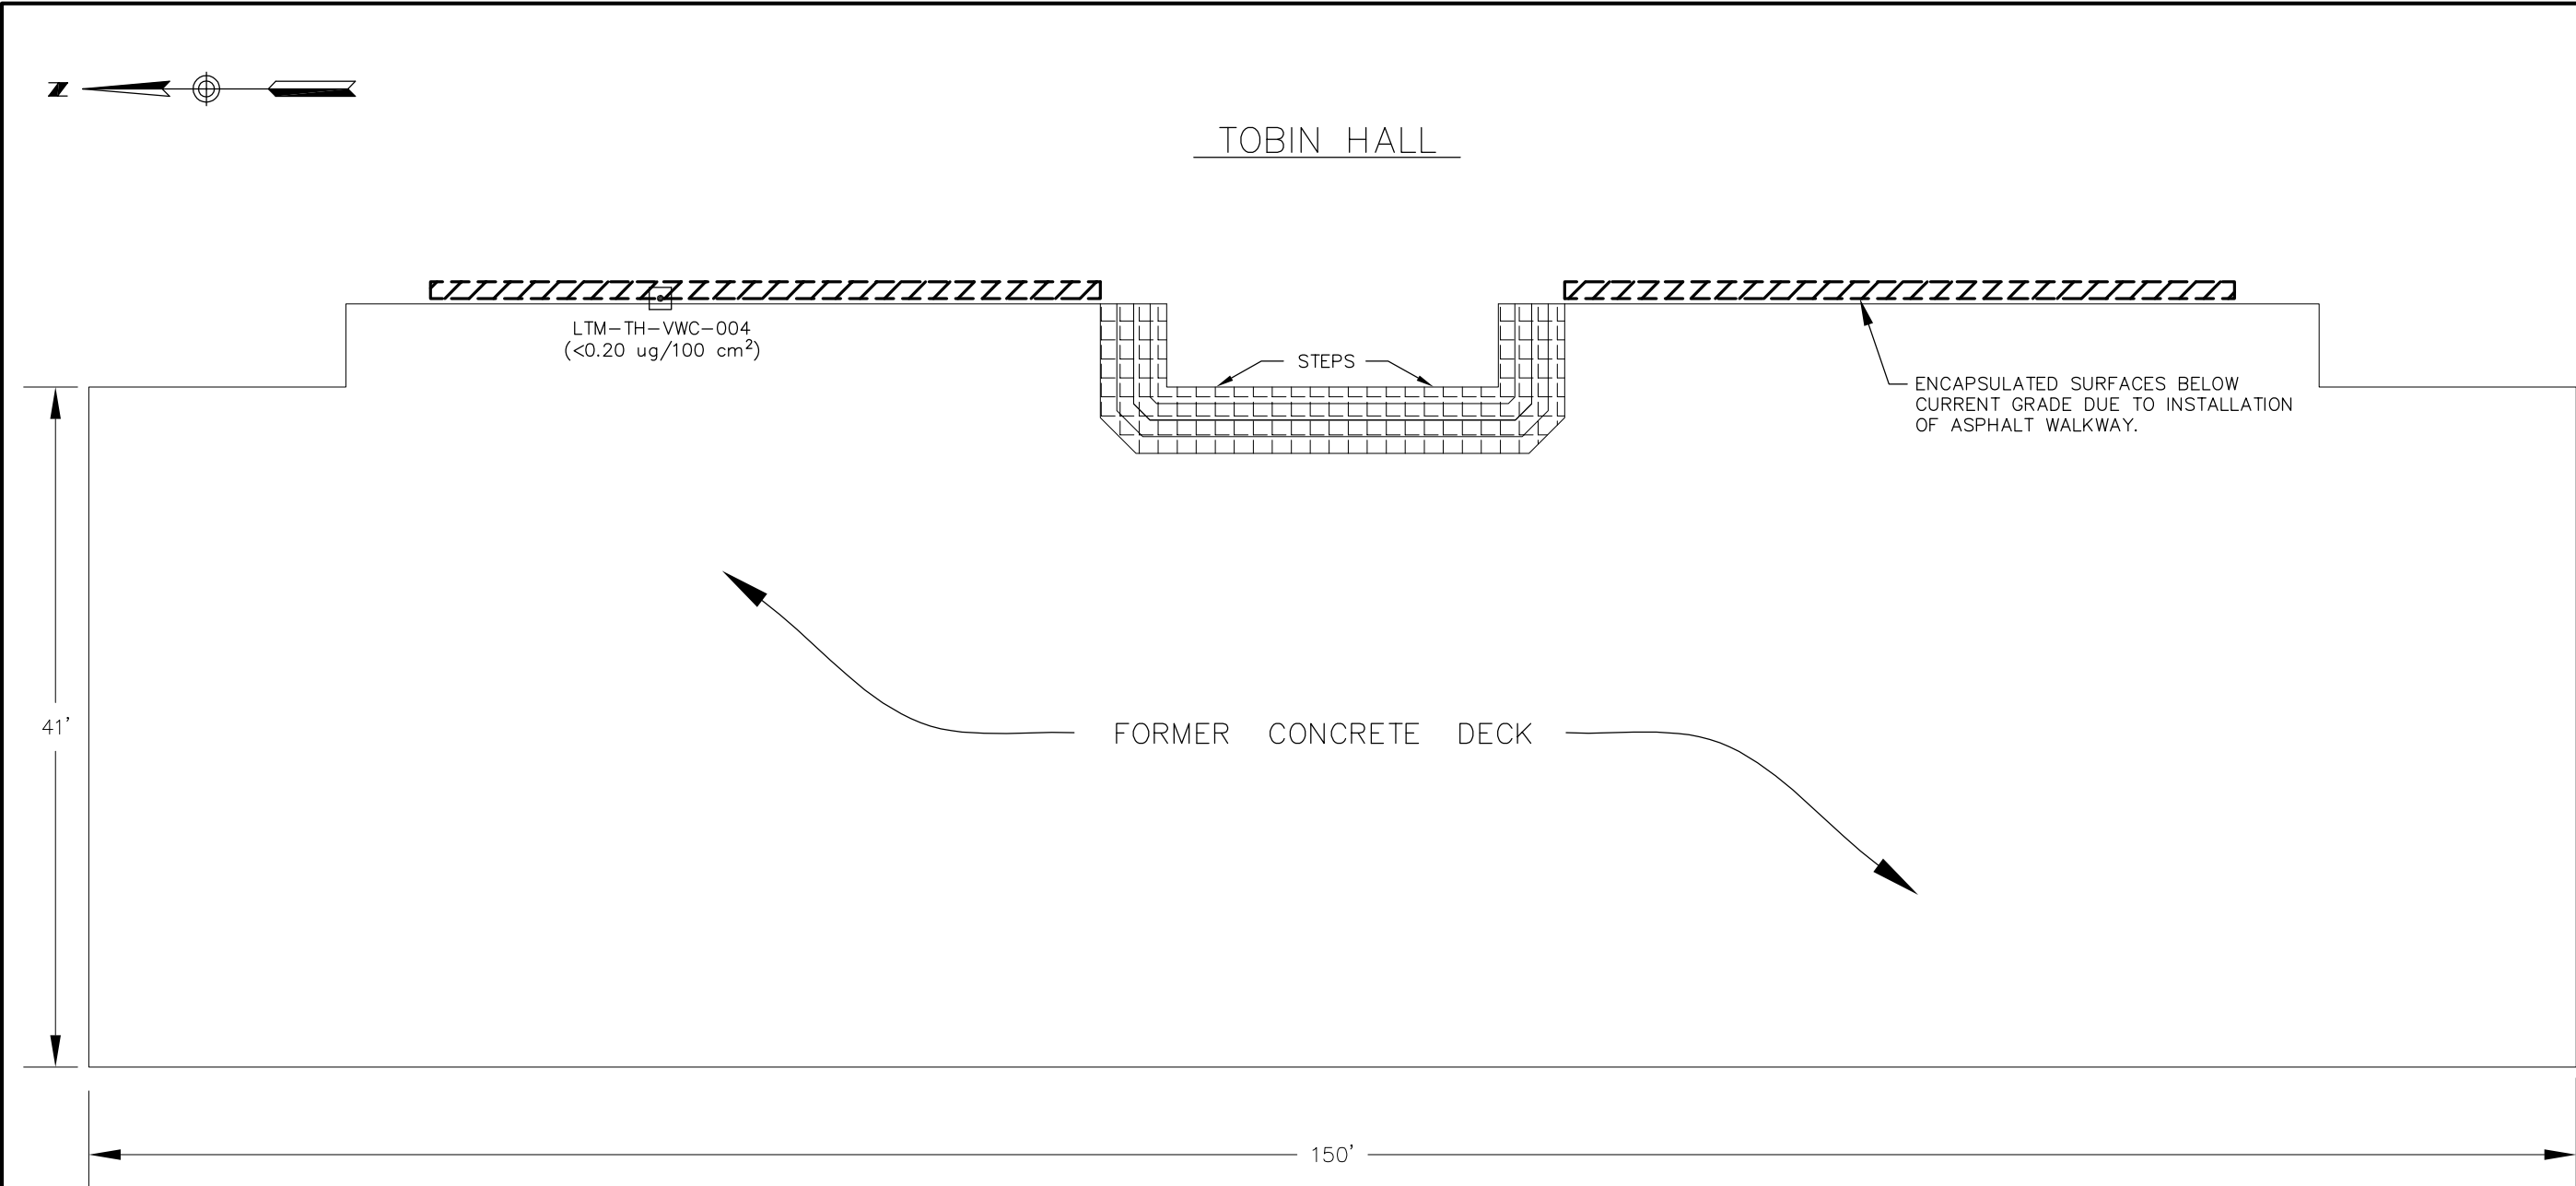 N
TOBIN HALL
LTM-TH-VWC-004
(<0.20 ug/100 cm²)
STEPS
ENCAPSULATED SURFACES BELOW
CURRENT GRADE DUE TO INSTALLATION
OF ASPHALT WALKWAY.
41'
FORMER CONCRETE DECK
150'